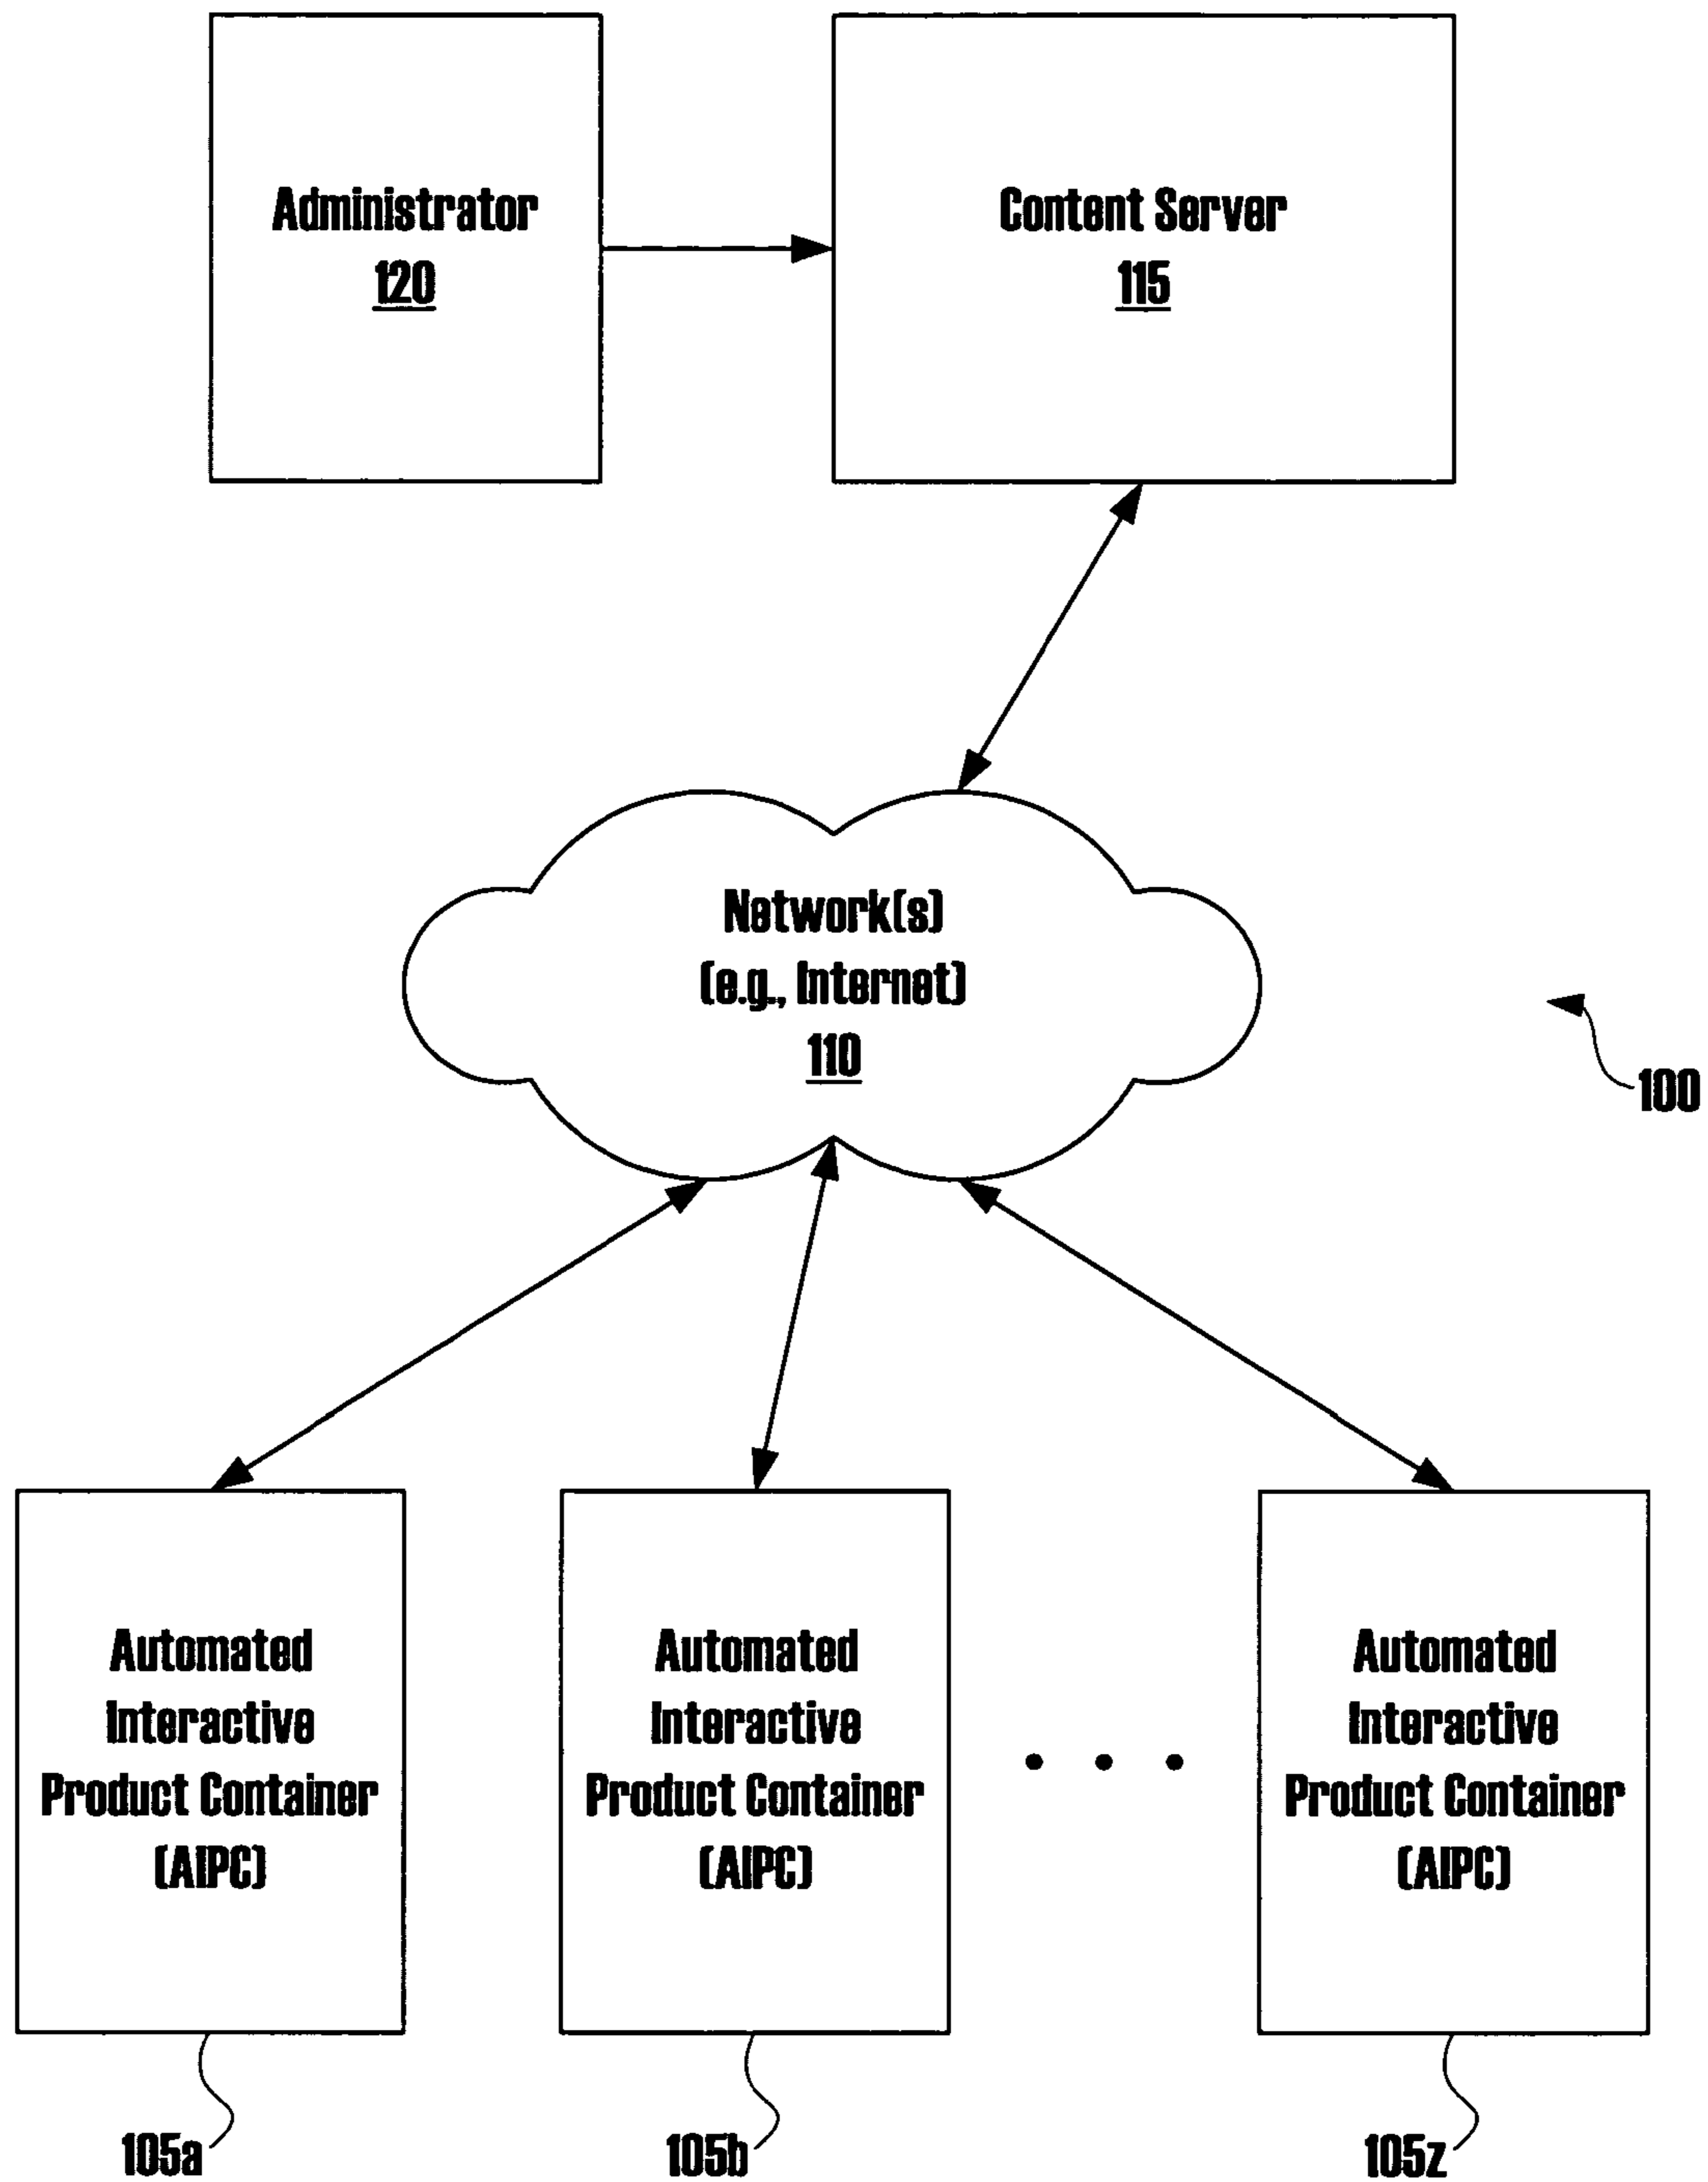 Administrator
120
Content Server
115
Network(s)
(e.g., Internet)
110
100
Automated
Interactive
Product Container
(AIPC)
Automated
Interactive
Product Container
(AIPC)
• • •
Automated
Interactive
Product Container
(AIPC)
105a
105b
105z